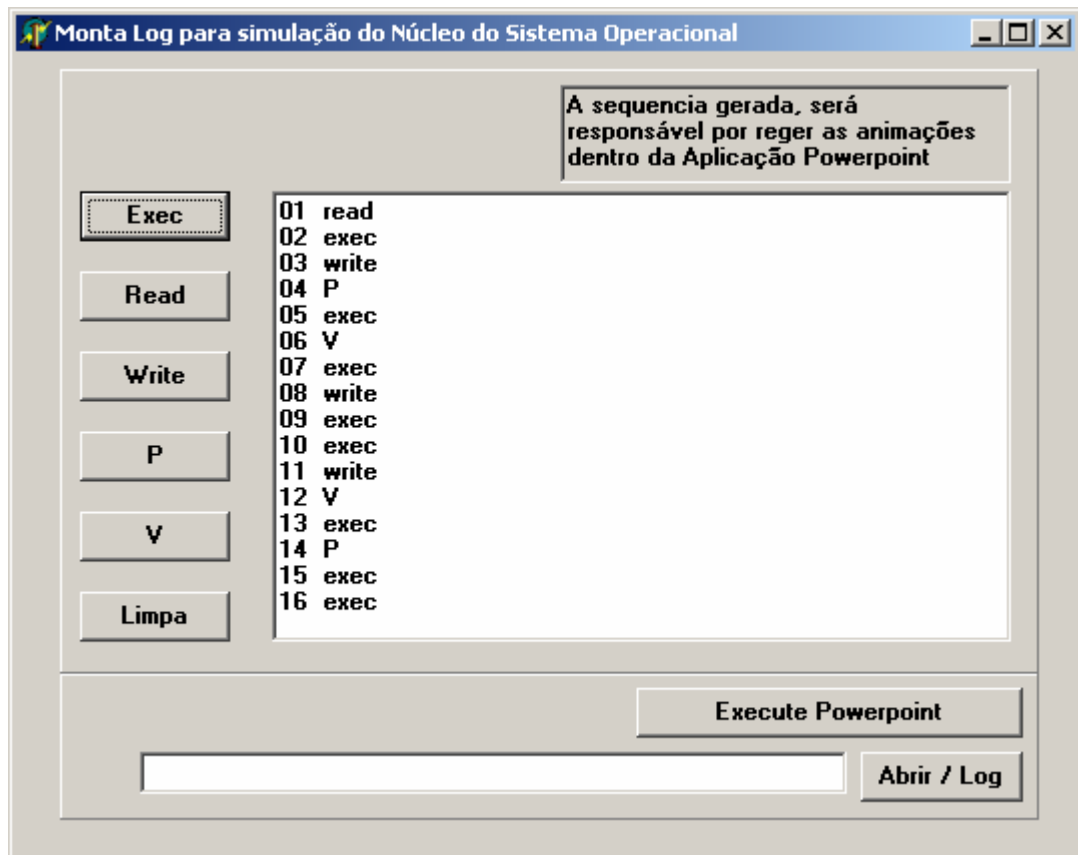 Monta Log para simulação do Núcleo do Sistema Operacional
A sequencia gerada, será
responsável por reger as animações
dentro da Aplicação Powerpoint
Exec
Read
Write
P
V
Limpa
01 read
02 exec
03 write
04 P
05 exec
06 V
07 exec
08 write
09 exec
10 exec
11 write
12 V
13 exec
14 P
15 exec
16 exec
Execute Powerpoint
Abrir / Log